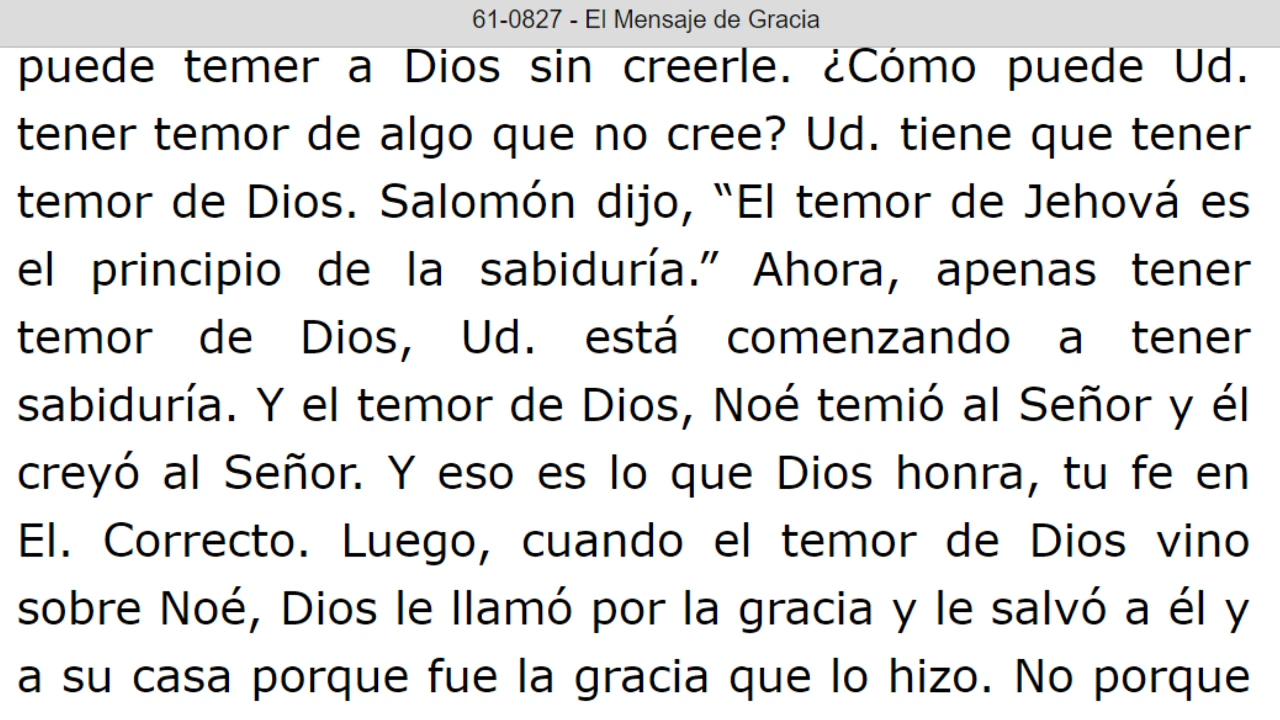 61-0827 - El Mensaje de Gracia
puede temer a Dios sin creerle. ¿Cómo puede Ud.
tener temor de algo que no cree? Ud. tiene que tener
temor de Dios. Salomón dijo, “El temor de Jehová es
el principio de la sabiduría.” Ahora, apenas tener
temor de Dios, Ud. está comenzando a tener
sabiduría. Y el temor de Dios, Noé temió al Señor y él
creyó al Señor. Y eso es lo que Dios honra, tu fe en
El. Correcto. Luego, cuando el temor de Dios vino
sobre Noé, Dios le llamó por la gracia y le salvó a él y
a su casa porque fue la gracia que lo hizo. No porque